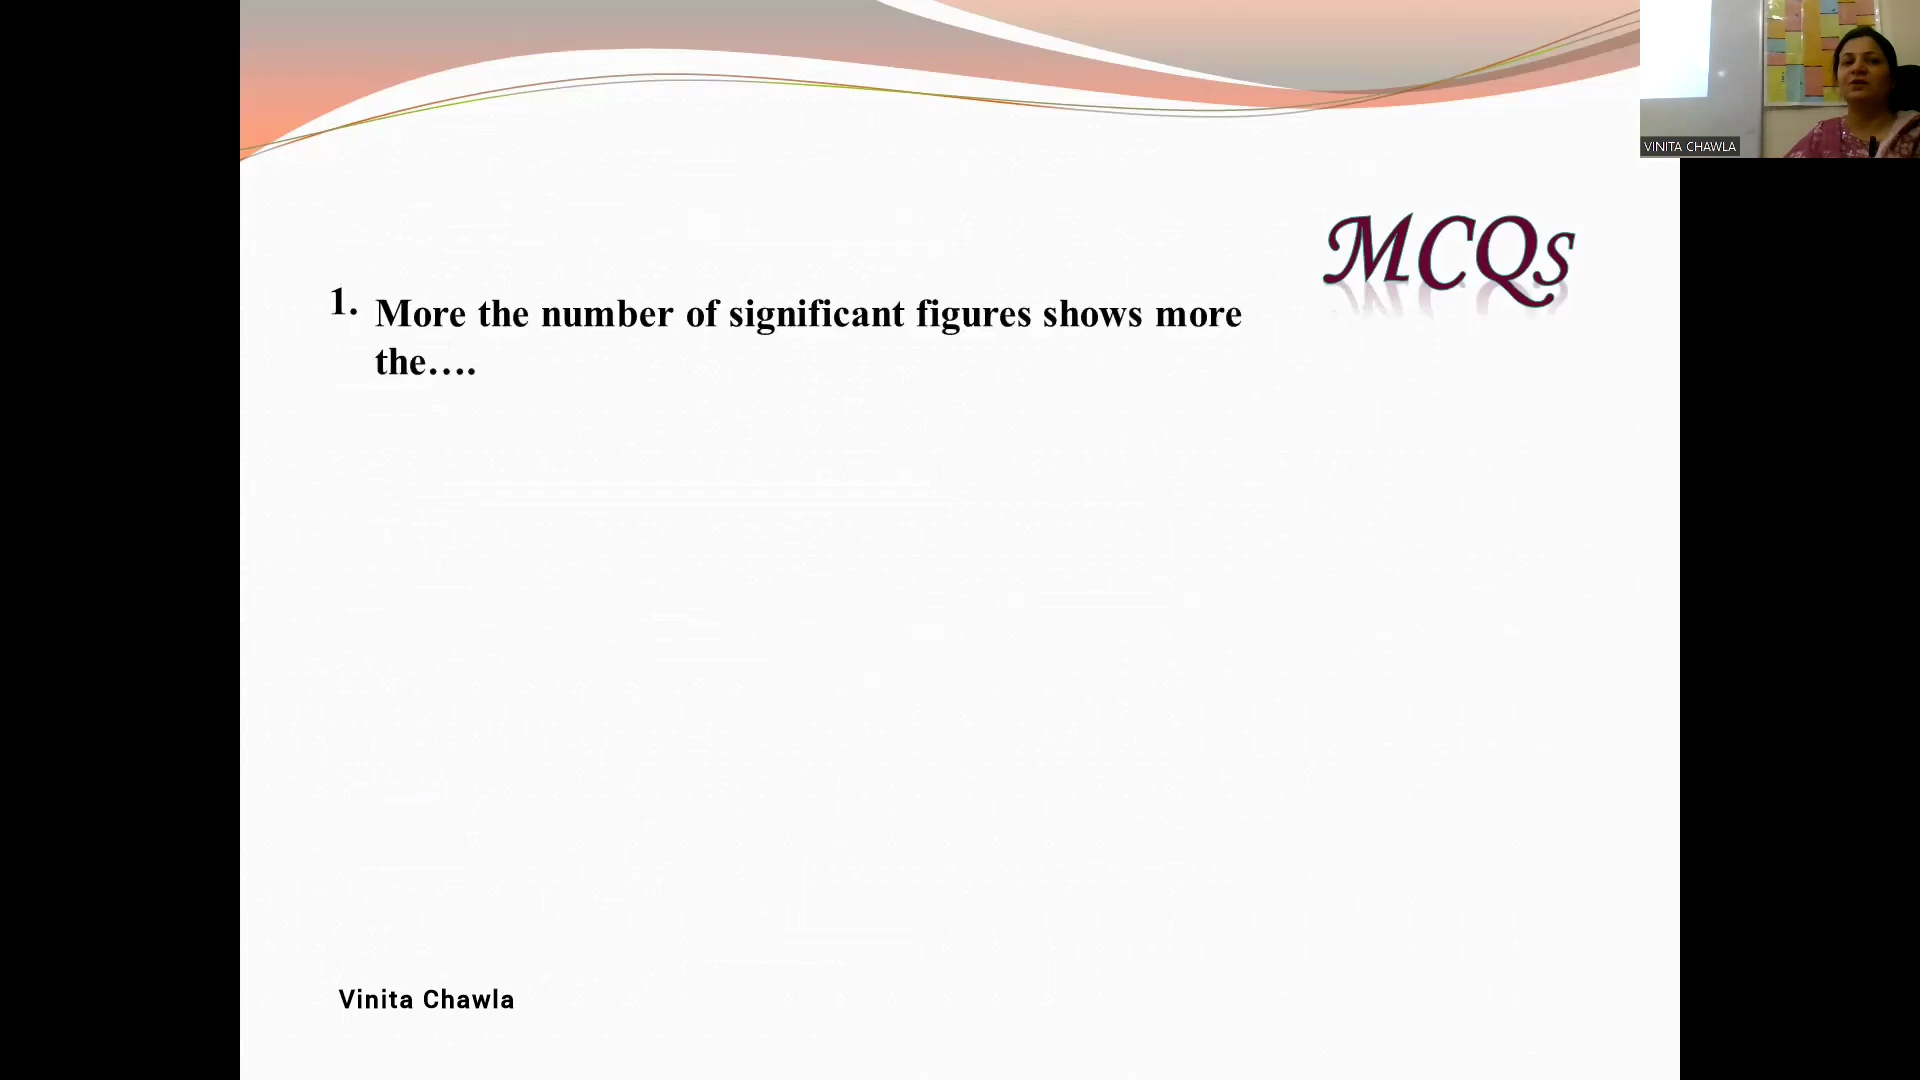 VINITA CHAWLA
MCQs
1. More the number of significant figures shows more
the….
Vinita Chawla